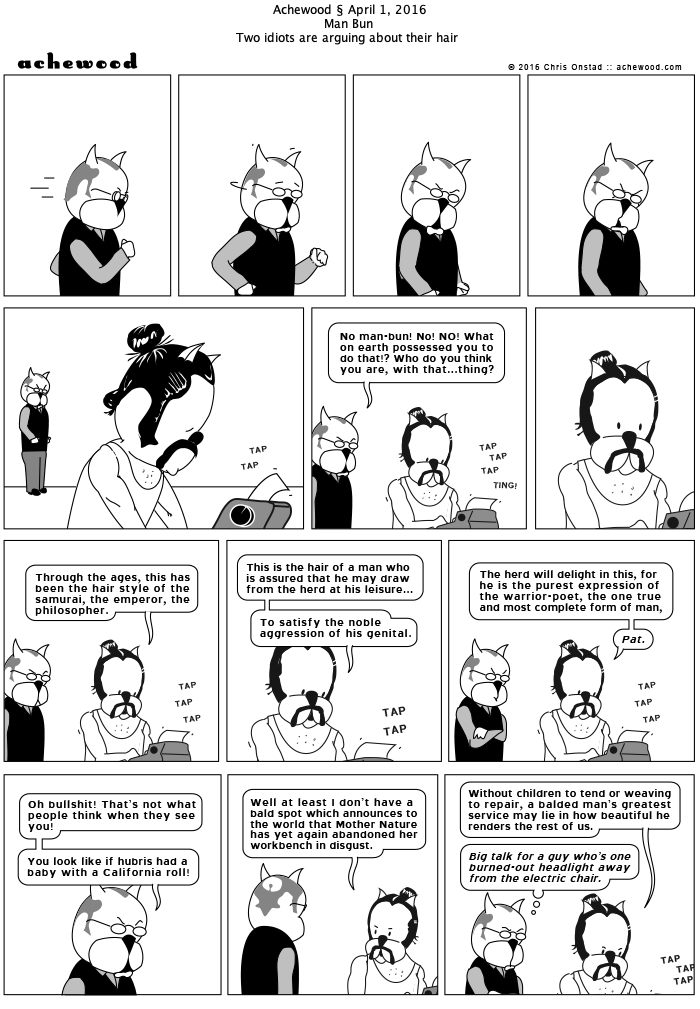 Achewood § April 1, 2016
Man Bun
Two idiots are arguing about their hair
achewood
© 2016 Chris Onstad :: achewood.com
TAP
TAP
No man-bun! No! NO! What
on earth possessed you to
do that!? Who do you think
you are, with that...thing?
TAP
TAP
TAP
TING!
Through the ages, this has
been the hair style of the
samurai, the emperor, the
philosopher.
TAP
TAP
TAP
This is the hair of a man who
is assured that he may draw
from the herd at his leisure...
To satisfy the noble
aggression of his genital.
TAP
TAP
The herd will delight in this, for
he is the purest expression of
the warrior-poet, the one true
and most complete form of man,
Pat.
TAP
TAP
TAP
Oh bullshit! That's not what
people think when they see
you!
You look like if hubris had a
baby with a California roll!
Well at least I don't have a
bald spot which announces to
the world that Mother Nature
has yet again abandoned her
workbench in disgust.
Without children to tend or weaving
to repair, a balded man's greatest
service may lie in how beautiful he
renders the rest of us.
Big talk for a guy who's one
burned-out headlight away
from the electric chair.
TAP
TAP
TAP